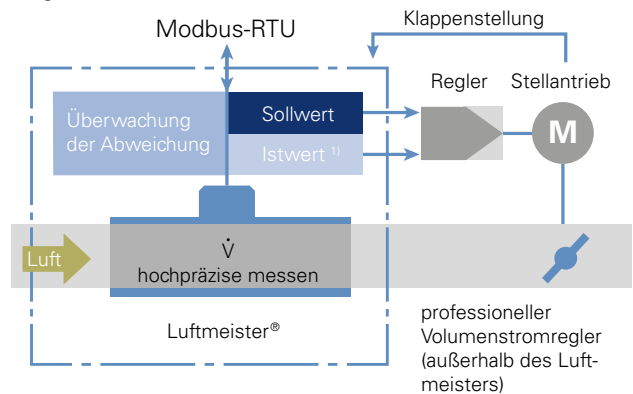 Klappenstellung
Modbus-RTU
Regler
Stellantrieb
Überwachung
der Abweichung
Sollwert
Istwert ¹⁾
M
Luft
V̇
hochpräzise messen
Luftmeister®
professioneller
Volumenstromregler
(außerhalb des Luft-
meisters)